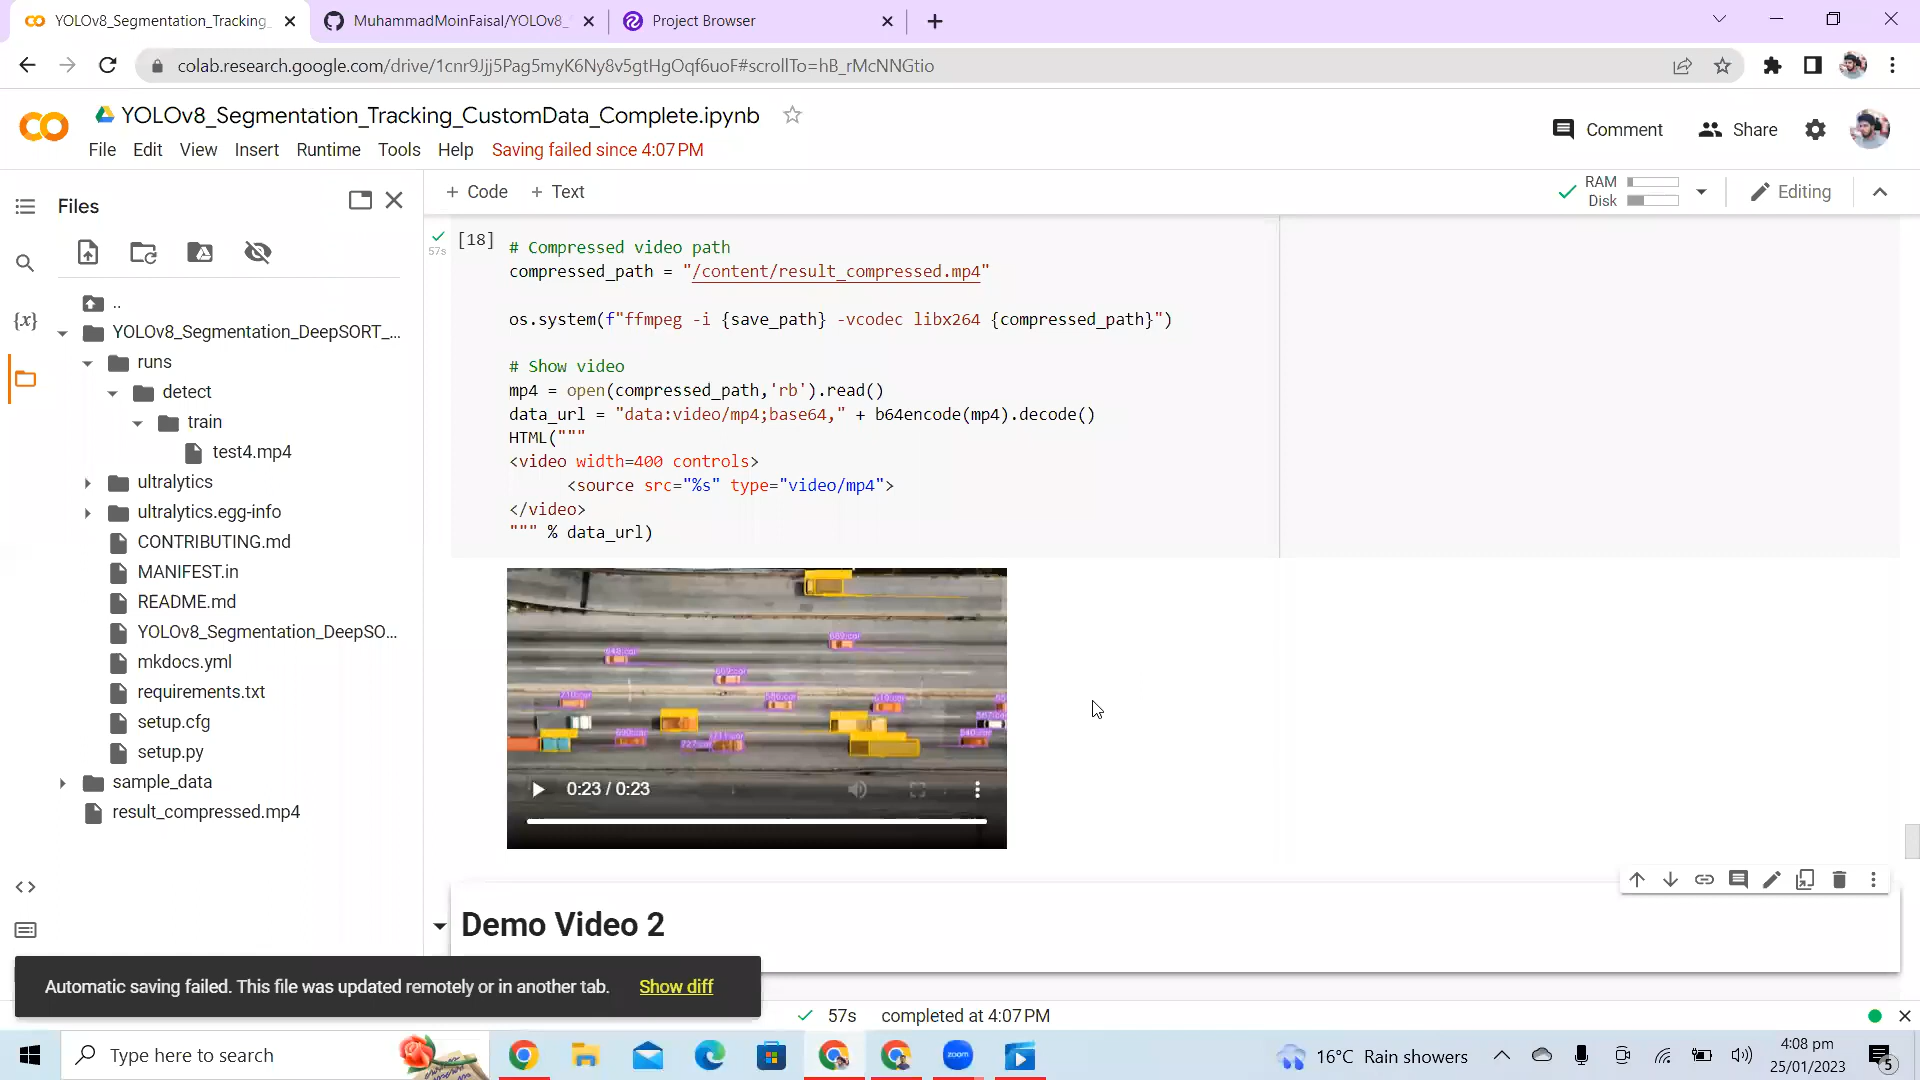 YOLOv8_Segmentation_Tracking_
MuhammadMoinFaisal/YOLOv8_
Project Browser
colab.research.google.com/drive/1cnr9Jjj5Pag5myK6Ny8v5gtHgOqf6uoF#scrollTo=hB_rMcNNGtio
YOLOv8_Segmentation_Tracking_CustomData_Complete.ipynb
Comment
Share
File Edit View Insert Runtime Tools Help Saving failed since 4:07 PM
Files
+ Code + Text
RAM
Disk
Editing
..
YOLOv8_Segmentation_DeepSORT_...
runs
detect
train
test4.mp4
ultralytics
ultralytics.egg-info
CONTRIBUTING.md
MANIFEST.in
README.md
YOLOv8_Segmentation_DeepSO...
mkdocs.yml
requirements.txt
setup.cfg
setup.py
sample_data
result_compressed.mp4
57s
[18]
# Compressed video path
compressed_path = "/content/result_compressed.mp4"
os.system(f"ffmpeg -i {save_path} -vcodec libx264 {compressed_path}")
# Show video
mp4 = open(compressed_path,'rb').read()
data_url = "data:video/mp4;base64," + b64encode(mp4).decode()
HTML("""
<video width=400 controls>
<source src="%s" type="video/mp4">
</video>
""" % data_url)
0:23 / 0:23
Demo Video 2
Automatic saving failed. This file was updated remotely or in another tab. Show diff
57s completed at 4:07 PM
Type here to search
zoom
16°C Rain showers
4:08 pm
25/01/2023
5